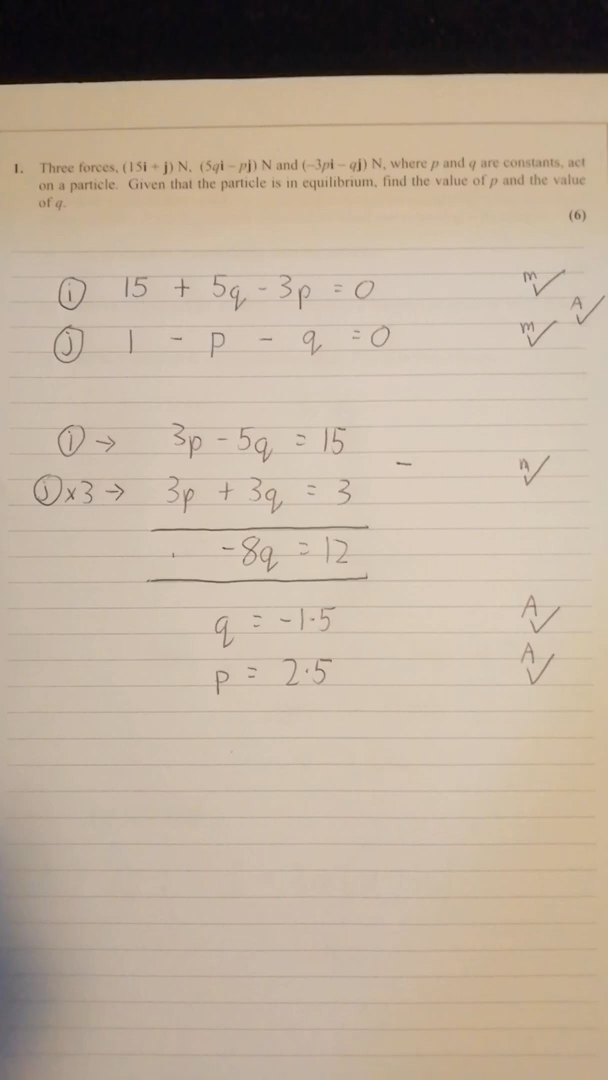 1. Three forces, (15i + j) N, (5qi – pj) N and (–3pi – qj) N, where p and q are constants, act
on a particle. Given that the particle is in equilibrium, find the value of p and the value
of q.
(6)
ⓘ 15 + 5q - 3p = 0 m✓
A✓
ⓙ 1 - p - q = 0 m✓
ⓘ → 3p - 5q = 15
— m✓
ⓙ x3 → 3p + 3q = 3
-8q = 12
q = -1.5 A✓
p = 2.5 A✓